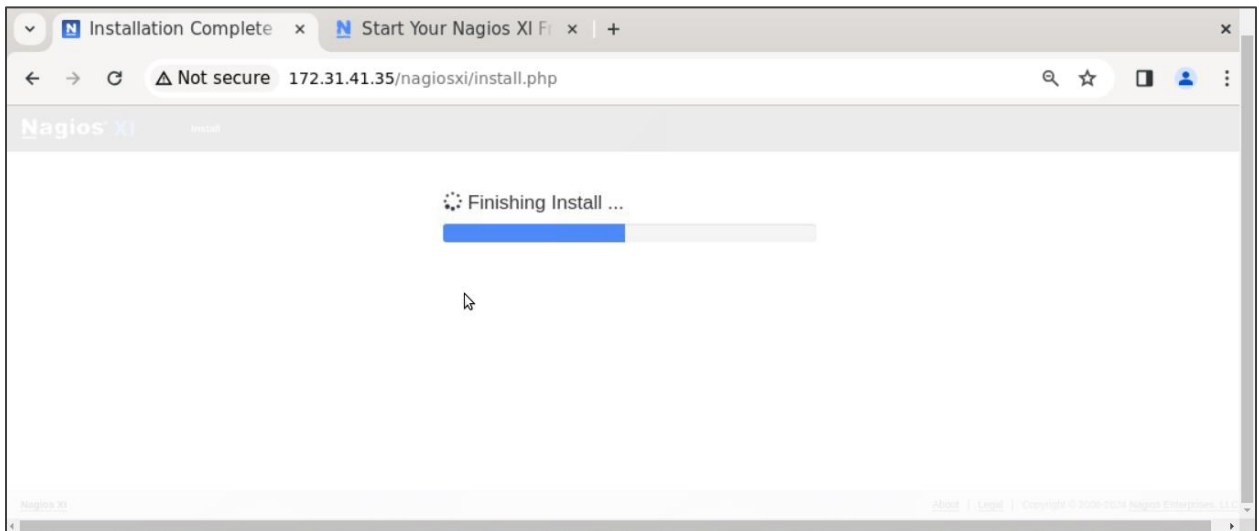 Installation Complete
Start Your Nagios XI Fr
Not secure 172.31.41.35/nagiosxi/install.php
Nagios® XI Install
Finishing Install ...
Nagios XI
About | Legal | Copyright © 2008-2024 Nagios Enterprises, LLC